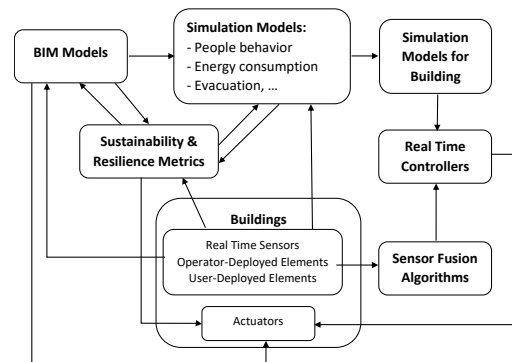 BIM Models
Simulation Models:
- People behavior
- Energy consumption
- Evacuation, ...
Simulation
Models for
Building
Sustainability &
Resilience Metrics
Real Time
Controllers
Buildings
Real Time Sensors
Operator-Deployed Elements
User-Deployed Elements
Sensor Fusion
Algorithms
Actuators